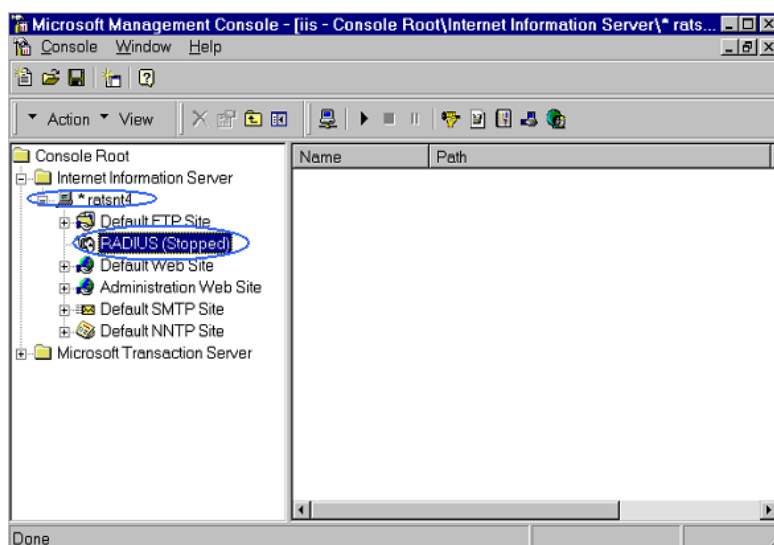 Microsoft Management Console - [iis - Console Root\Internet Information Server\* rats...
Console Window Help
Action View
Console Root
Internet Information Server
* ratsnt4
Default FTP Site
RADIUS (Stopped)
Default Web Site
Administration Web Site
Default SMTP Site
Default NNTP Site
Microsoft Transaction Server
Name Path
Done